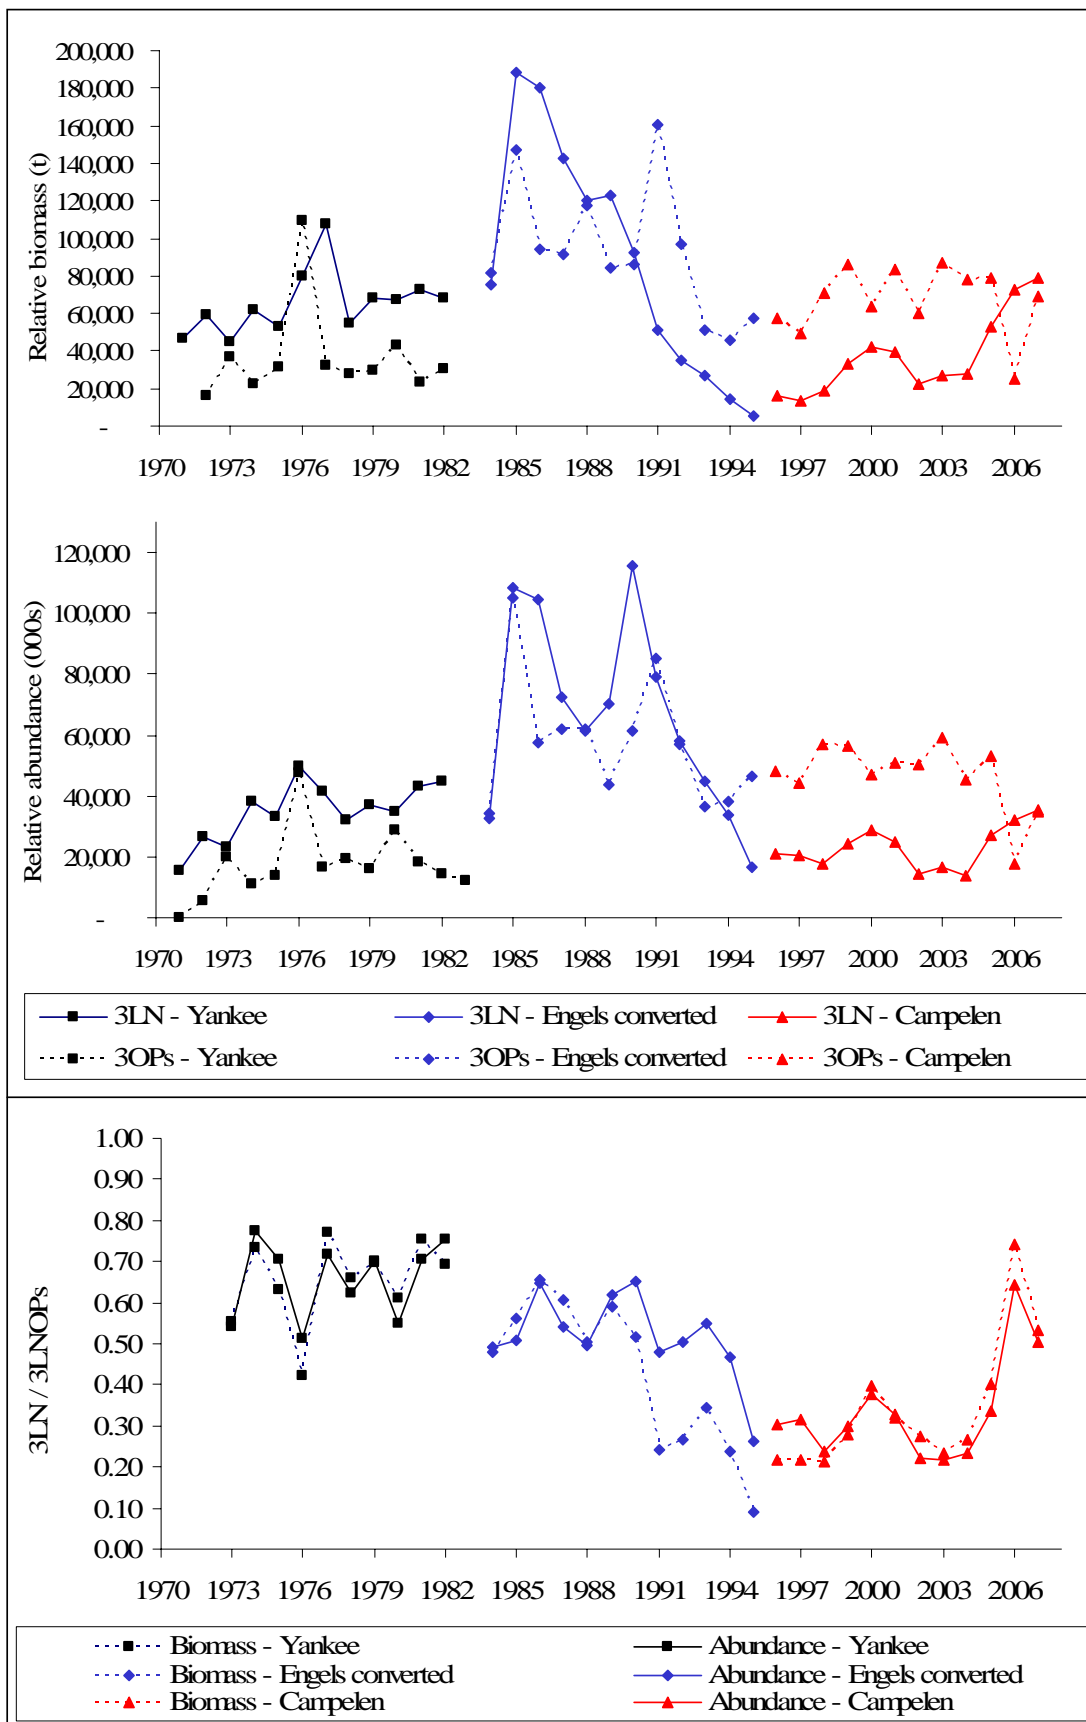 Relative biomass (t)
200,000
180,000
160,000
140,000
120,000
100,000
80,000
60,000
40,000
20,000
-
1970 1973 1976 1979 1982 1985 1988 1991 1994 1997 2000 2003 2006
Relative abundance (000s)
120,000
100,000
80,000
60,000
40,000
20,000
-
1970 1973 1976 1979 1982 1985 1988 1991 1994 1997 2000 2003 2006
3LN - Yankee 3LN - Engels converted 3LN - Campelen
3OPs - Yankee 3OPs - Engels converted 3OPs - Campelen
3LN / 3LNOPs
1.00
0.90
0.80
0.70
0.60
0.50
0.40
0.30
0.20
0.10
0.00
1970 1973 1976 1979 1982 1985 1988 1991 1994 1997 2000 2003 2006
Biomass - Yankee Abundance - Yankee
Biomass - Engels converted Abundance - Engels converted
Biomass - Campelen Abundance - Campelen